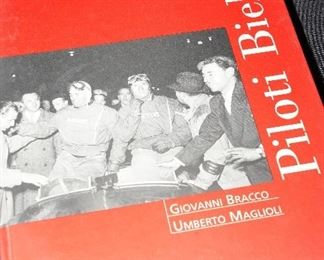 Piloti Biel
GIOVANNI BRACCO
UMBERTO MAGLIOLI